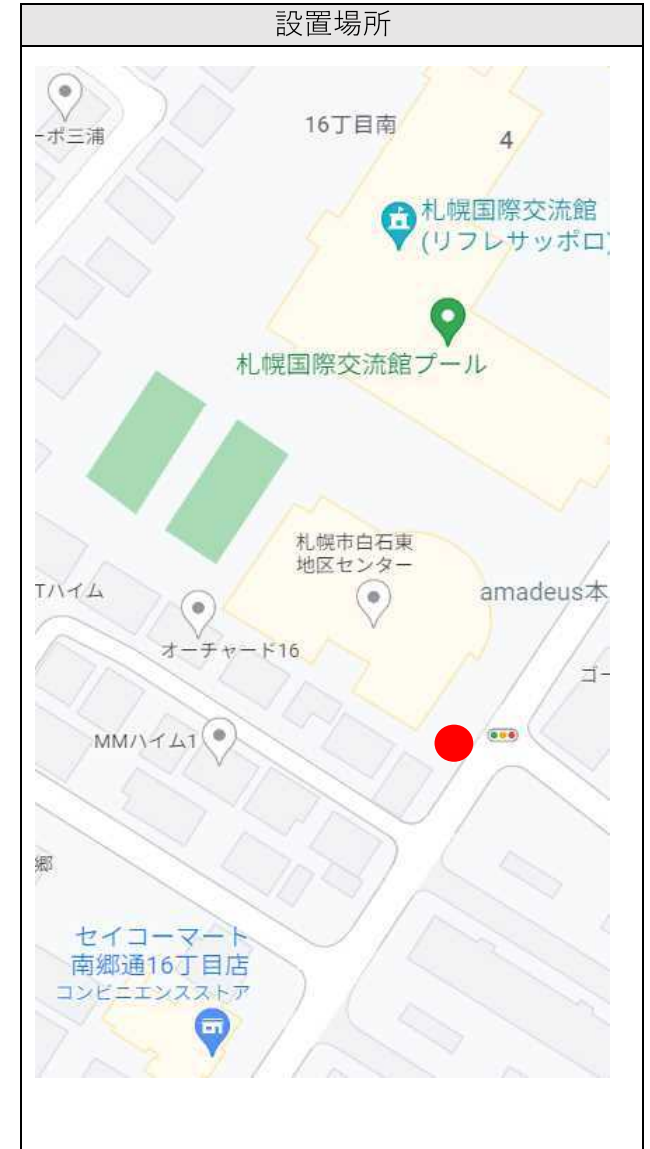 設置場所
16丁目南
4
ーポ三浦
札幌国際交流館
(リフレサッポロ)
札幌国際交流館プール
札幌市白石東
地区センター
Tハイム
amadeus本
オーチャード16
ゴー
MMハイム1
郷
セイコーマート
南郷通16丁目店
コンビニエンスストア